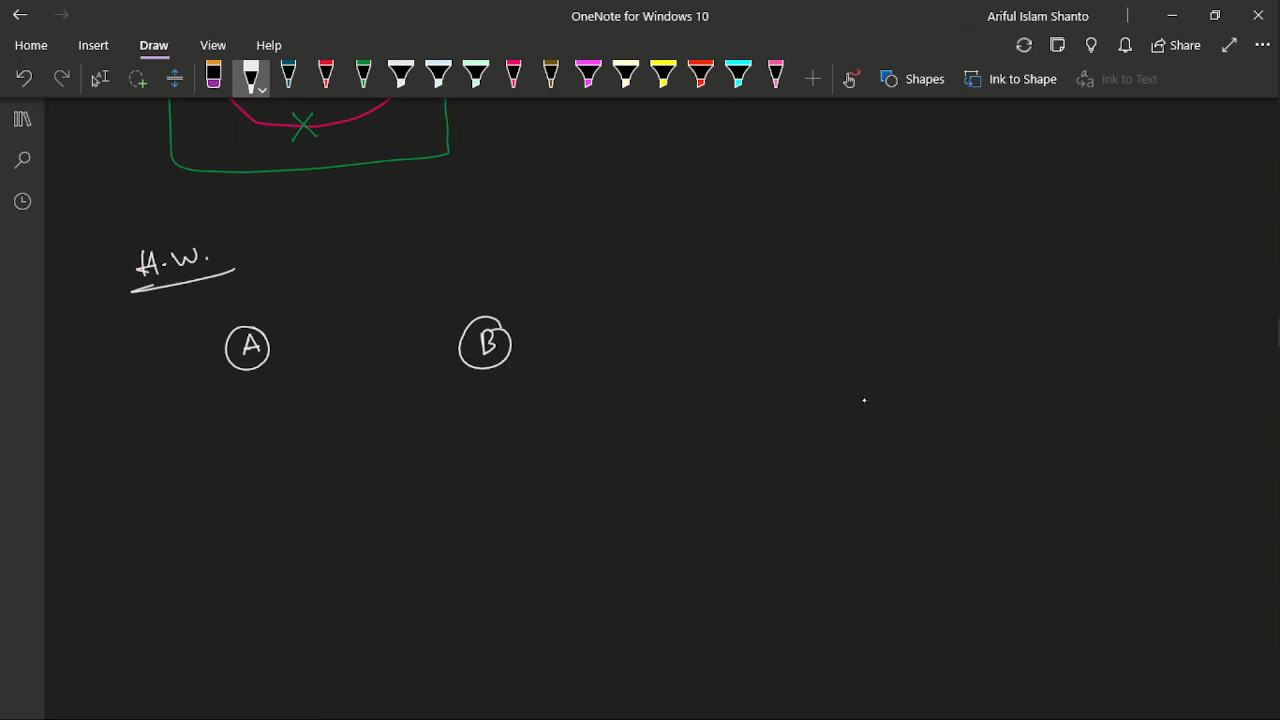 OneNote for Windows 10
Ariful Islam Shanto
Home Insert Draw View Help
Share
Shapes Ink to Shape Ink to Text
H.W.
A B